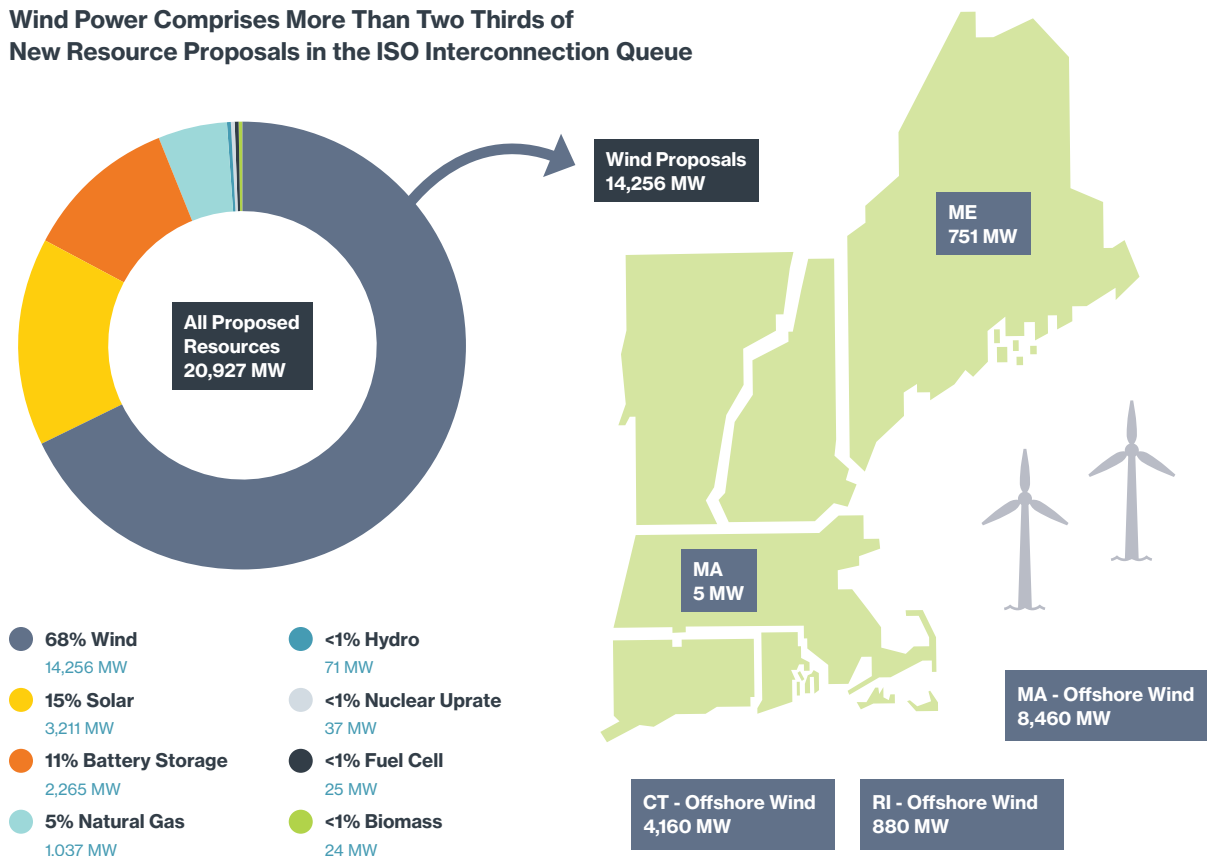 Wind Power Comprises More Than Two Thirds of
New Resource Proposals in the ISO Interconnection Queue
All Proposed
Resources
20,927 MW
68% Wind
14,256 MW
15% Solar
3,211 MW
11% Battery Storage
2,265 MW
5% Natural Gas
1,037 MW
<1% Hydro
71 MW
<1% Nuclear Uprate
37 MW
<1% Fuel Cell
25 MW
<1% Biomass
24 MW
Wind Proposals
14,256 MW
ME
751 MW
MA
5 MW
MA - Offshore Wind
8,460 MW
CT - Offshore Wind
4,160 MW
RI - Offshore Wind
880 MW